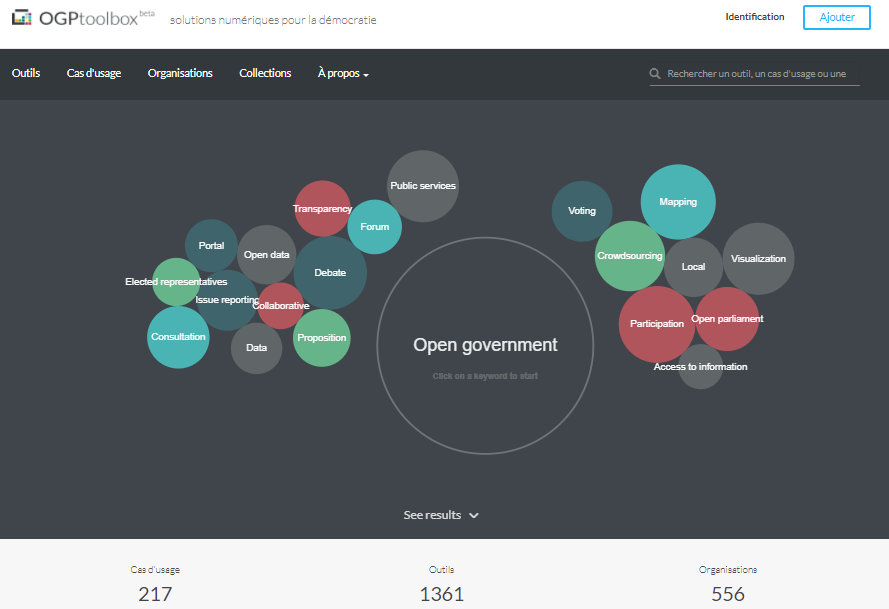 OGPtoolbox beta
solutions numériques pour la démocratie
Identification
Ajouter
Outils
Cas d'usage
Organisations
Collections
À propos
Rechercher un outil, un cas d'usage ou une
Public services
Transparency
Forum
Portal
Open data
Debate
Elected representatives
Issue reporting
Collaborative
Consultation
Data
Proposition
Voting
Mapping
Crowdsourcing
Local
Visualization
Participation
Open parliament
Access to information
Open government
Click on a keyword to start
See results
Cas d'usage
217
Outils
1361
Organisations
556